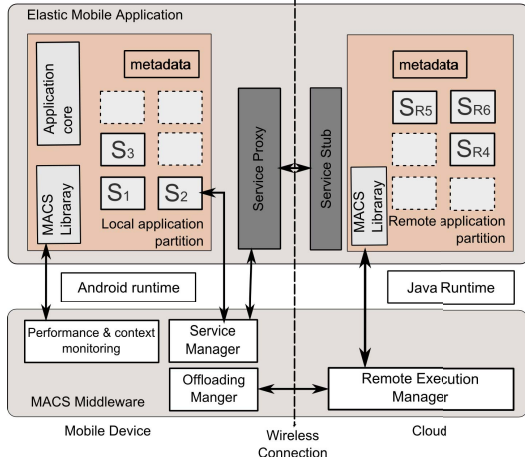 Elastic Mobile Application
metadata
Application
core
S3
S1
S2
MACS
Libraray
Local application
partition
Service Proxy
Service Stub
metadata
SR5
SR6
SR4
MACS
Libraray
Remote application
partition
Android runtime
Java Runtime
Performance & context
monitoring
Service
Manager
Offloading
Manger
Remote Execution
Manager
MACS Middleware
Mobile Device
Wireless
Connection
Cloud